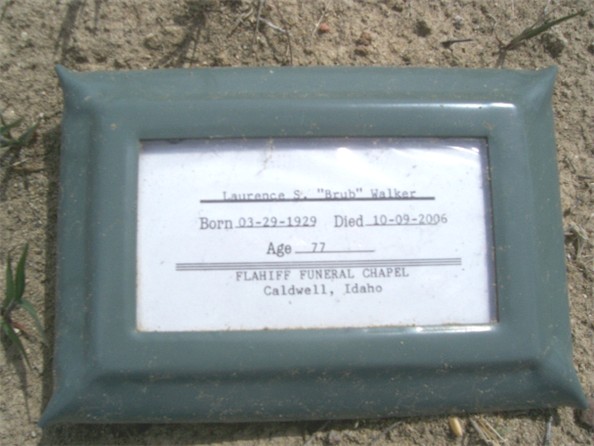 Laurence S. "Brub" Walker
Born 03-29-1929 Died 10-09-2006
Age 77
FLAHIFF FUNERAL CHAPEL
Caldwell, Idaho